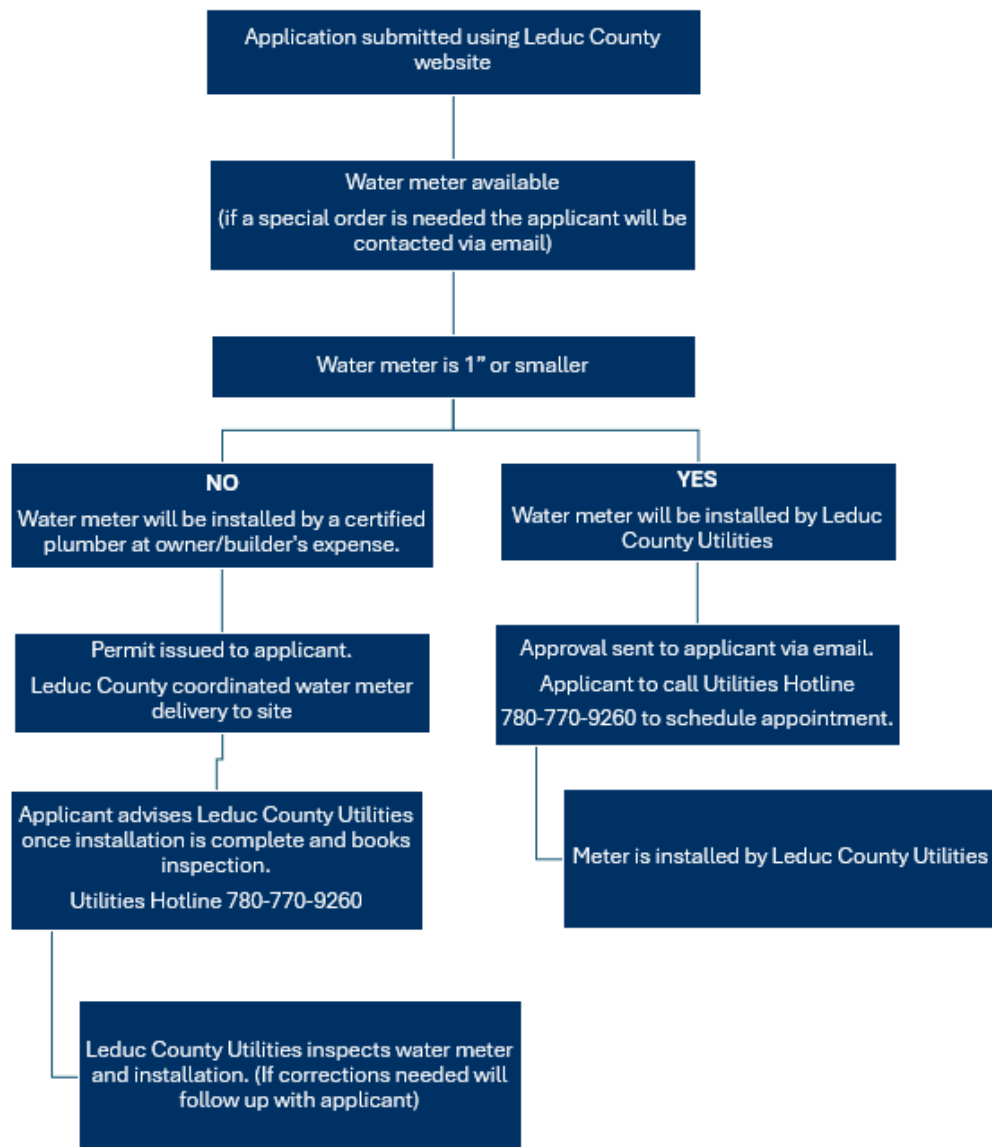 Application submitted using Leduc County
website
Water meter available
(if a special order is needed the applicant will be
contacted via email)
Water meter is 1” or smaller
NO
Water meter will be installed by a certified
plumber at owner/builder's expense.
YES
Water meter will be installed by Leduc
County Utilities
Permit issued to applicant.
Leduc County coordinated water meter
delivery to site
Approval sent to applicant via email.
Applicant to call Utilities Hotline
780-770-9260 to schedule appointment.
Applicant advises Leduc County Utilities
once installation is complete and books
inspection.
Utilities Hotline 780-770-9260
Meter is installed by Leduc County Utilities
Leduc County Utilities inspects water meter
and installation. (If corrections needed will
follow up with applicant)